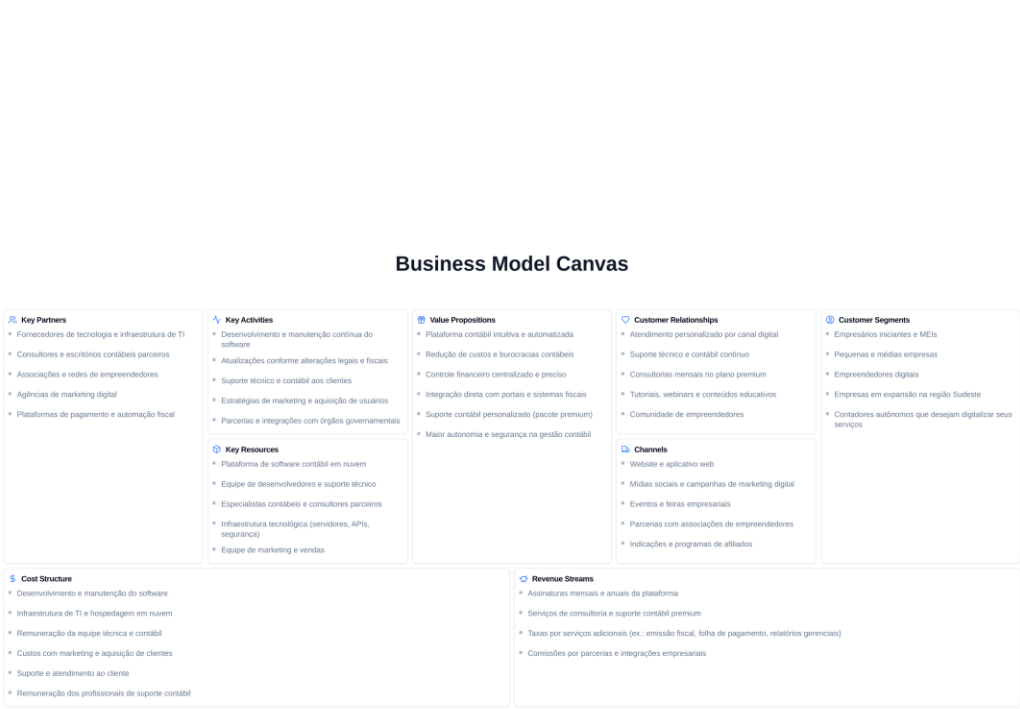 Business Model Canvas
Key Partners
Fornecedores de tecnologia e infraestrutura de TI
Consultores e escritórios contábeis parceiros
Associações e redes de empreendedores
Agências de marketing digital
Plataformas de pagamento e automação fiscal
Key Activities
Desenvolvimento e manutenção contínua do
software
Atualizações conforme alterações legais e fiscais
Suporte técnico e contábil aos clientes
Estratégias de marketing e aquisição de usuários
Parcerias e integrações com órgãos governamentais
Key Resources
Plataforma de software contábil em nuvem
Equipe de desenvolvedores e suporte técnico
Especialistas contábeis e consultores parceiros
Infraestrutura tecnológica (servidores, APIs,
segurança)
Equipe de marketing e vendas
Value Propositions
Plataforma contábil intuitiva e automatizada
Redução de custos e burocracias contábeis
Controle financeiro centralizado e preciso
Integração direta com portais e sistemas fiscais
Suporte contábil personalizado (pacote premium)
Maior autonomia e segurança na gestão contábil
Customer Relationships
Atendimento personalizado por canal digital
Suporte técnico e contábil contínuo
Consultorias mensais no plano premium
Tutoriais, webinars e conteúdos educativos
Comunidade de empreendedores
Channels
Website e aplicativo web
Mídias sociais e campanhas de marketing digital
Eventos e feiras empresariais
Parcerias com associações de empreendedores
Indicações e programas de afiliados
Customer Segments
Empresários iniciantes e MEIs
Pequenas e médias empresas
Empreendedores digitais
Empresas em expansão na região Sudeste
Contadores autônomos que desejam digitalizar seus
serviços
Cost Structure
Desenvolvimento e manutenção do software
Infraestrutura de TI e hospedagem em nuvem
Remuneração da equipe técnica e contábil
Custos com marketing e aquisição de clientes
Suporte e atendimento ao cliente
Remuneração dos profissionais de suporte contábil
Revenue Streams
Assinaturas mensais e anuais da plataforma
Serviços de consultoria e suporte contábil premium
Taxas por serviços adicionais (ex.: emissão fiscal, folha de pagamento, relatórios gerenciais)
Comissões por parcerias e integrações empresariais